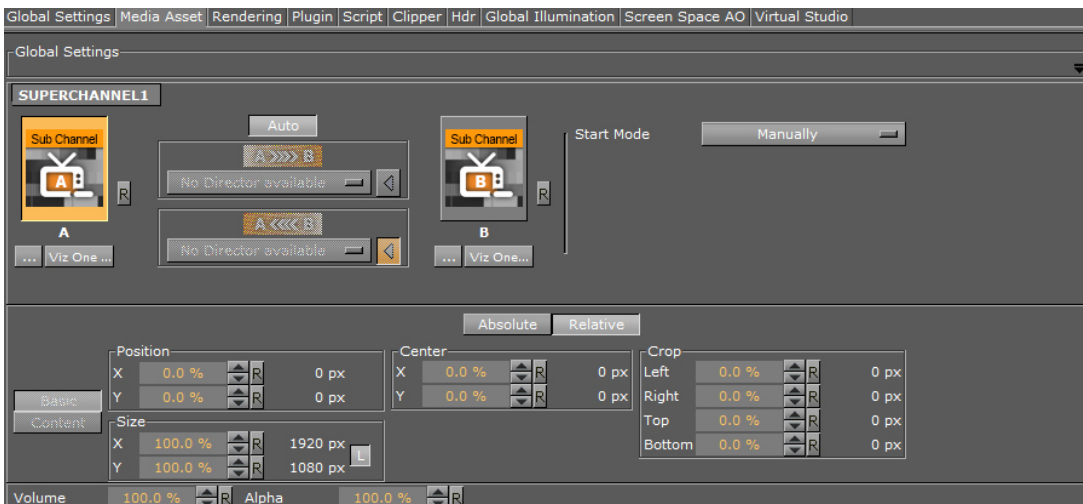 Global Settings Media Asset Rendering Plugin Script Clipper Hdr Global Illumination Screen Space AO Virtual Studio
Global Settings
SUPERCHANNEL1
Sub Channel
A
R
A
... Viz One ...
Auto
A >>>> B
No Director available
A <<<< B
No Director available
Sub Channel
B
R
B
... Viz One...
Start Mode Manually
Absolute Relative
Basic
Content
Position
X 0.0 % R 0 px
Y 0.0 % R 0 px
Size
X 100.0 % R 1920 px
Y 100.0 % R 1080 px
L
Center
X 0.0 % R 0 px
Y 0.0 % R 0 px
Crop
Left 0.0 % R 0 px
Right 0.0 % R 0 px
Top 0.0 % R 0 px
Bottom 0.0 % R 0 px
Volume 100.0 % R Alpha 100.0 % R